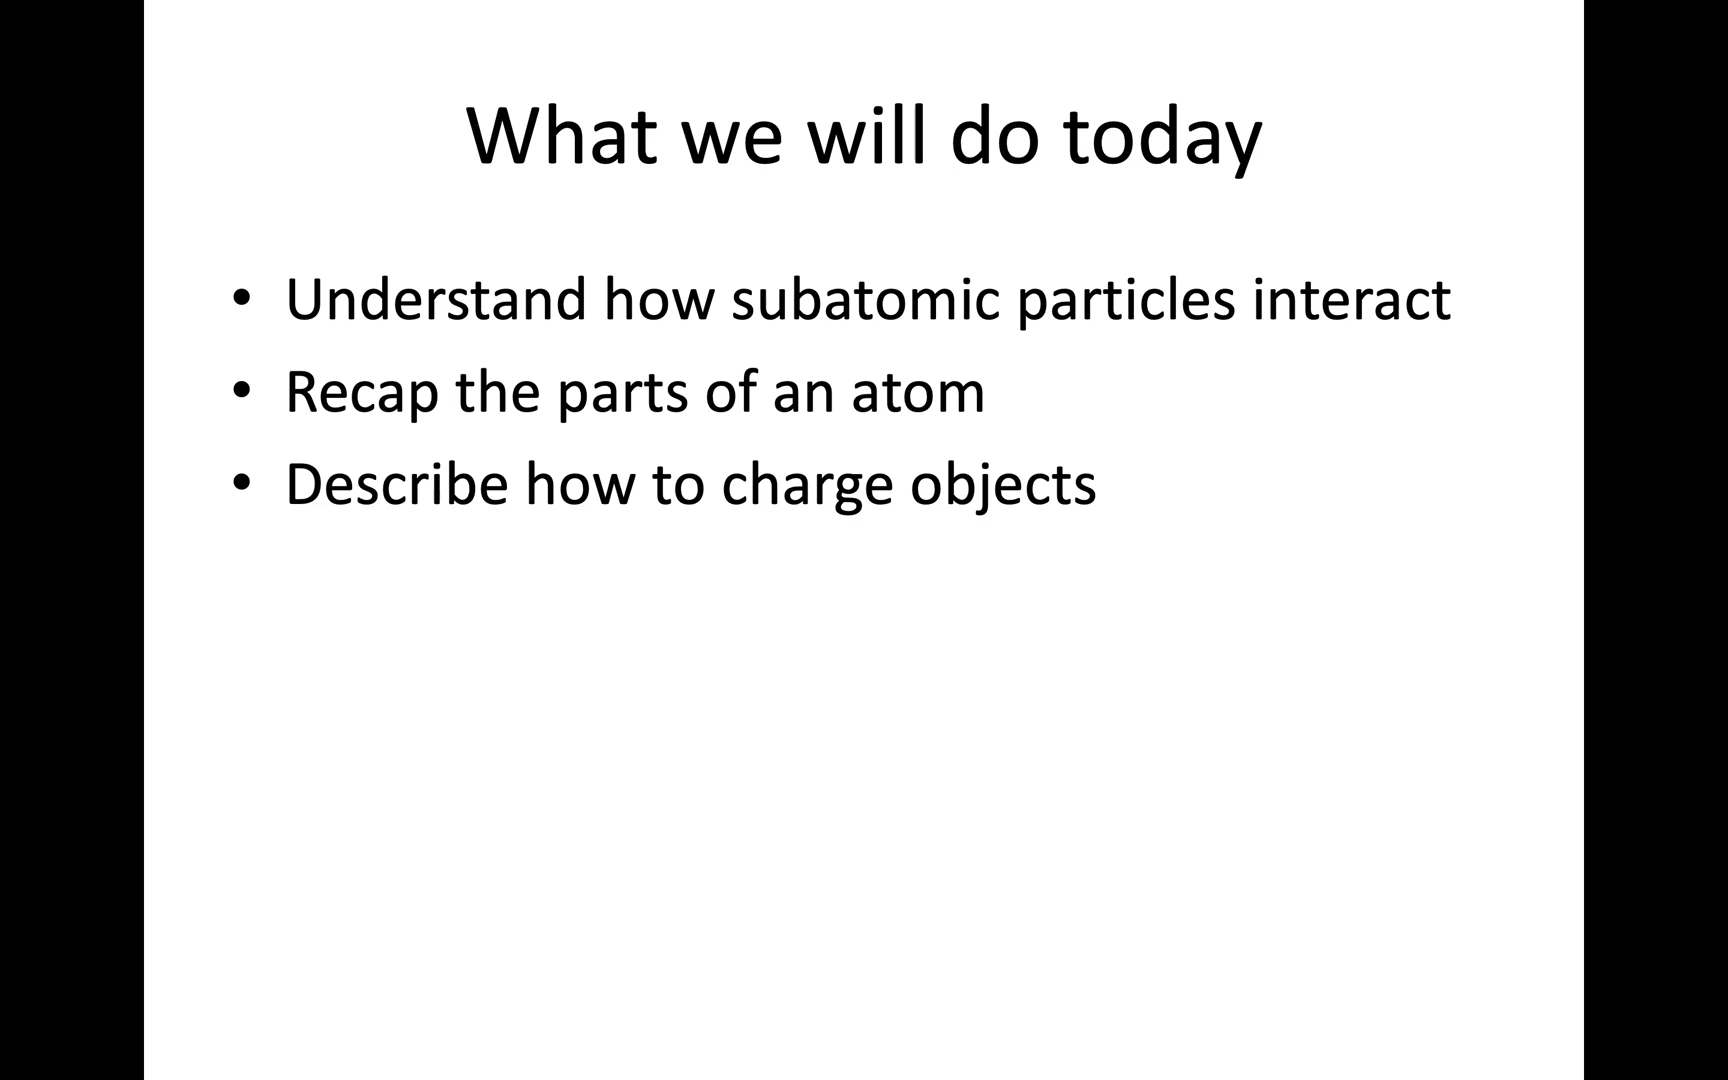 What we will do today
• Understand how subatomic particles interact
• Recap the parts of an atom
• Describe how to charge objects